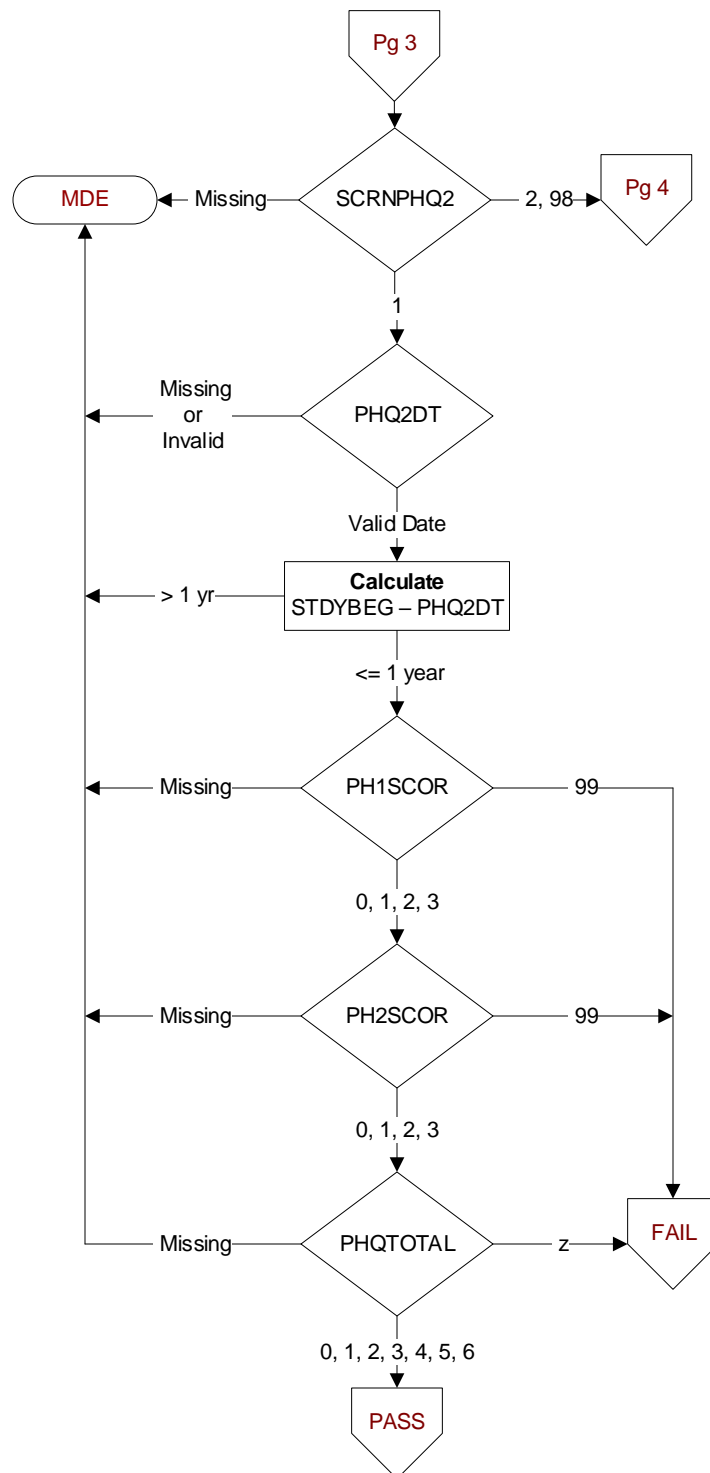 Pg 3
MDE
Missing
SCRNPHQ2
2, 98
Pg 4
1
Missing
or
Invalid
PHQ2DT
Valid Date
> 1 yr
Calculate
STDYBEG – PHQ2DT
<= 1 year
Missing
PH1SCOR
99
0, 1, 2, 3
Missing
PH2SCOR
99
0, 1, 2, 3
Missing
PHQTOTAL
z
FAIL
0, 1, 2, 3, 4, 5, 6
PASS